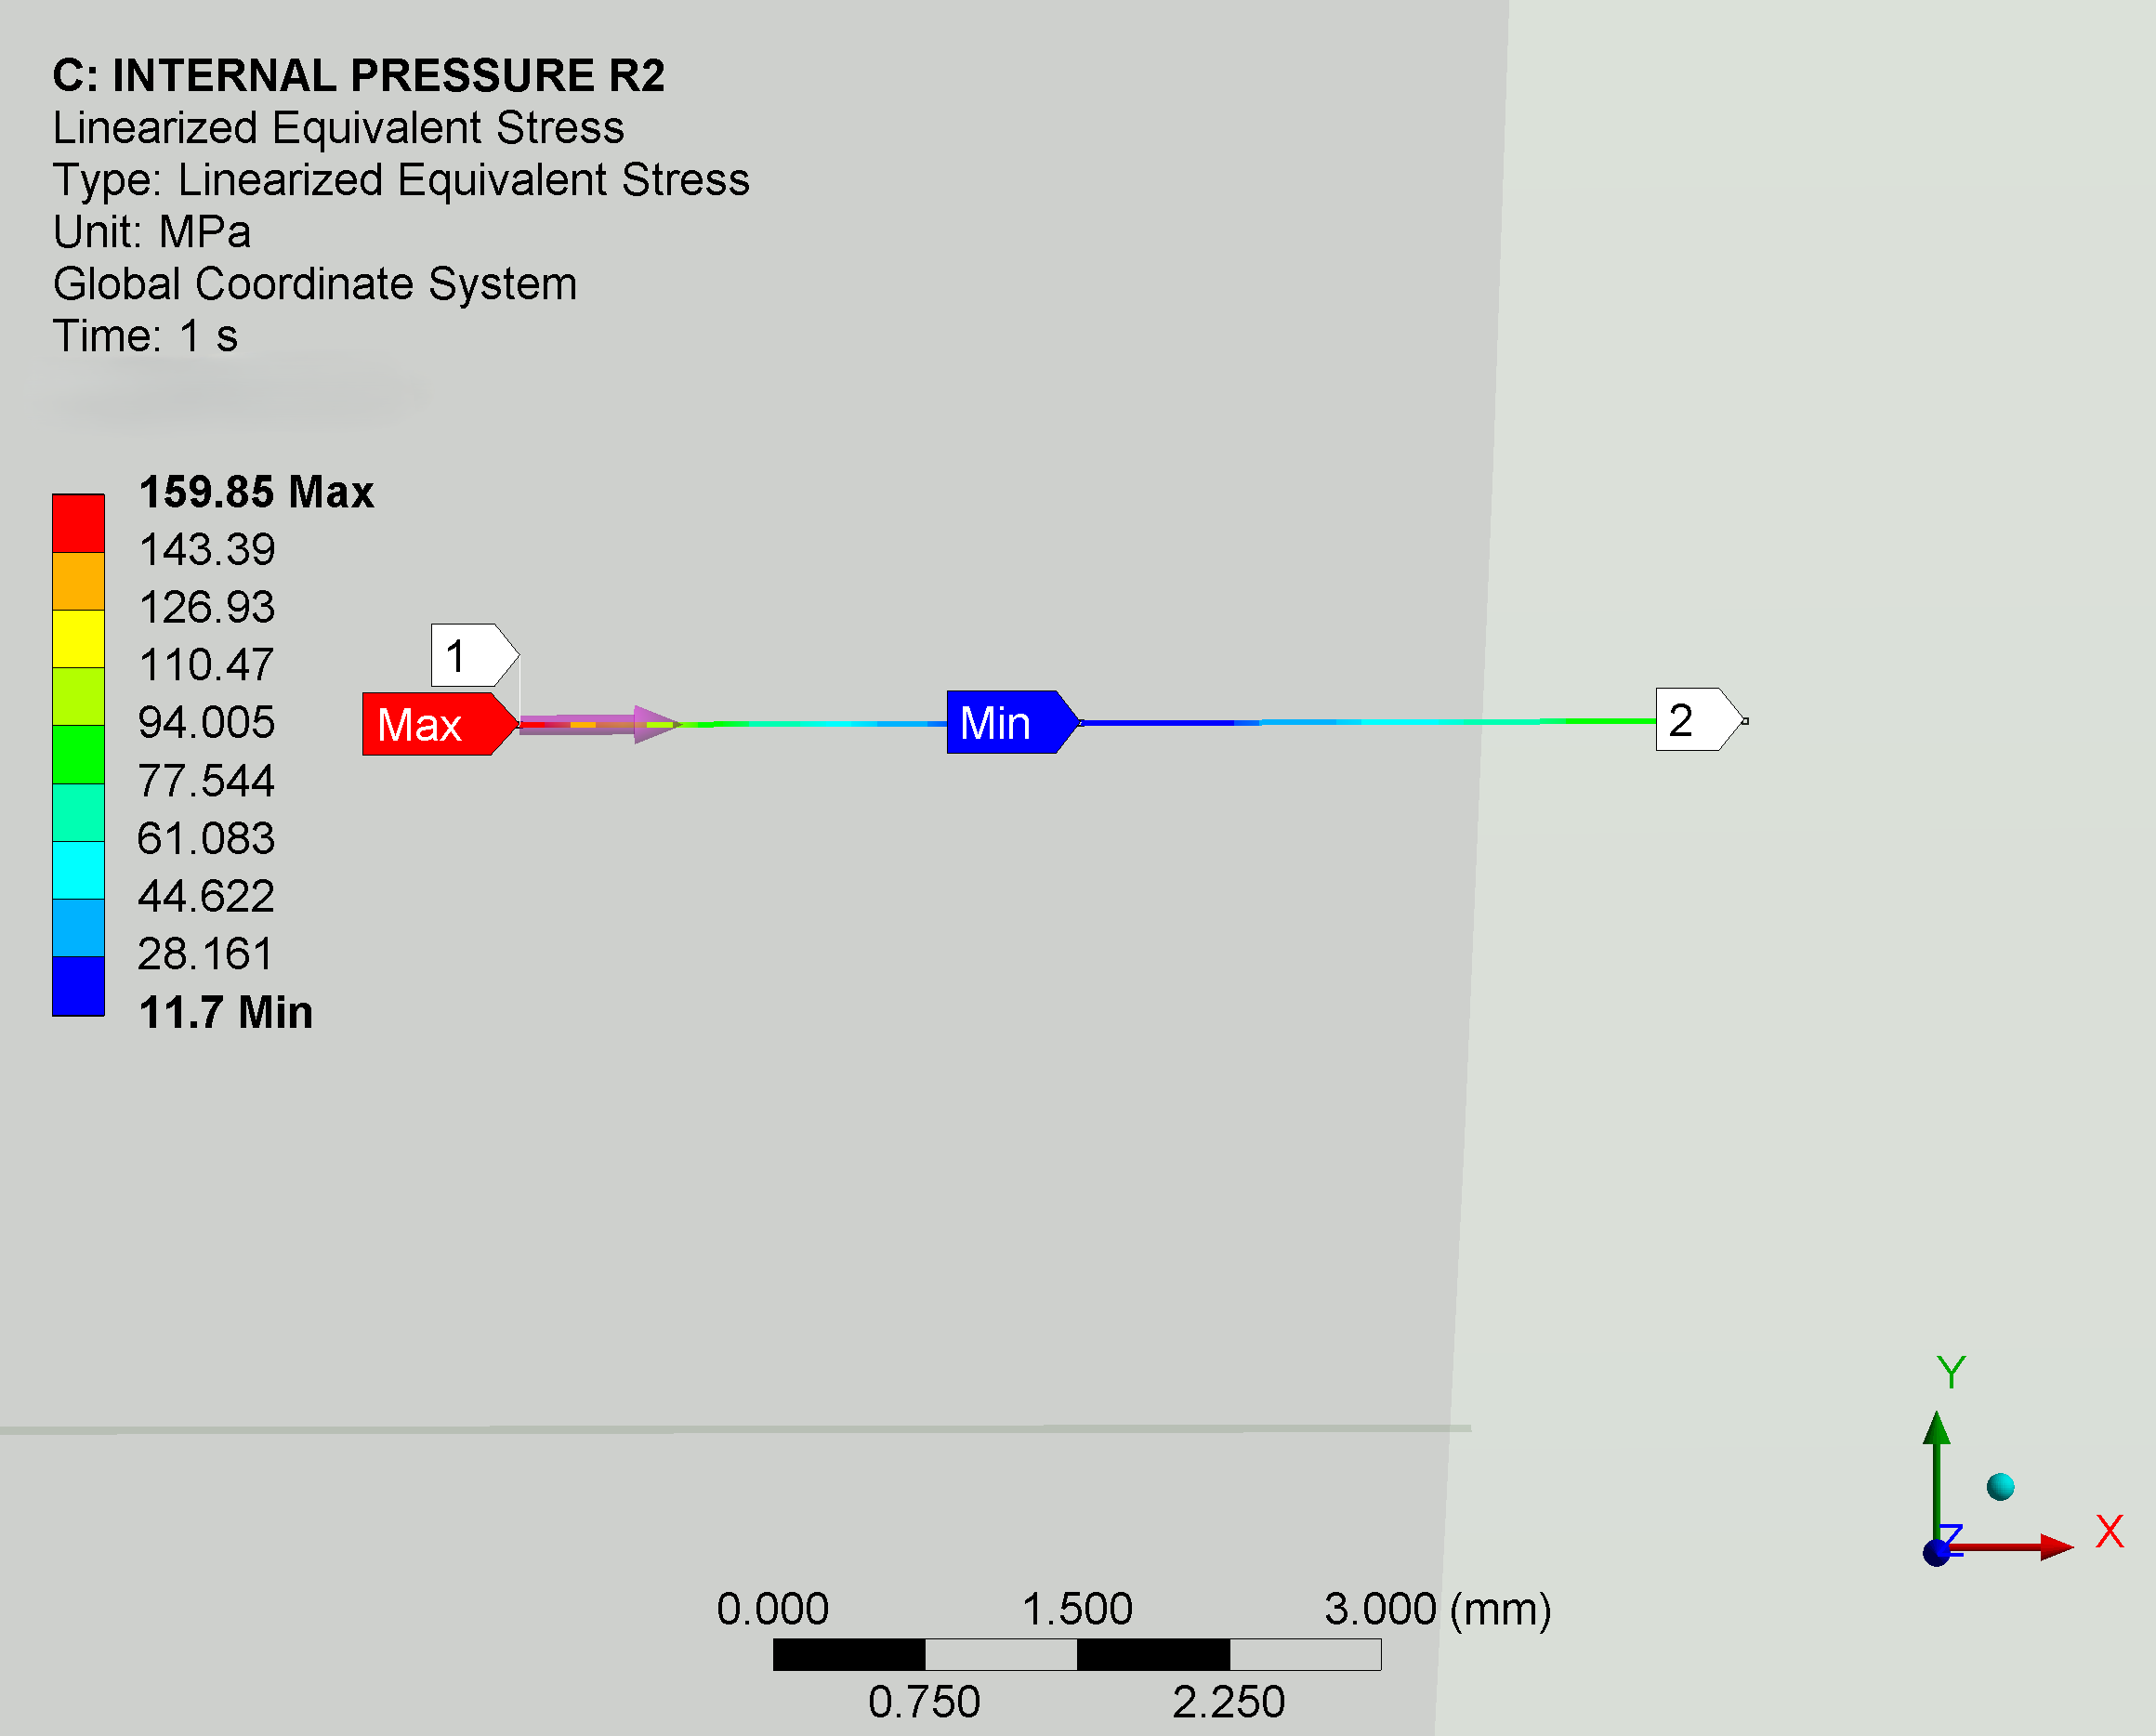 C: INTERNAL PRESSURE R2
Linearized Equivalent Stress
Type: Linearized Equivalent Stress
Unit: MPa
Global Coordinate System
Time: 1 s
159.85 Max
143.39
126.93
110.47
94.005
77.544
61.083
44.622
28.161
11.7 Min
1
Max
Min
2
Y
Z
X
0.000
1.500
3.000 (mm)
0.750
2.250